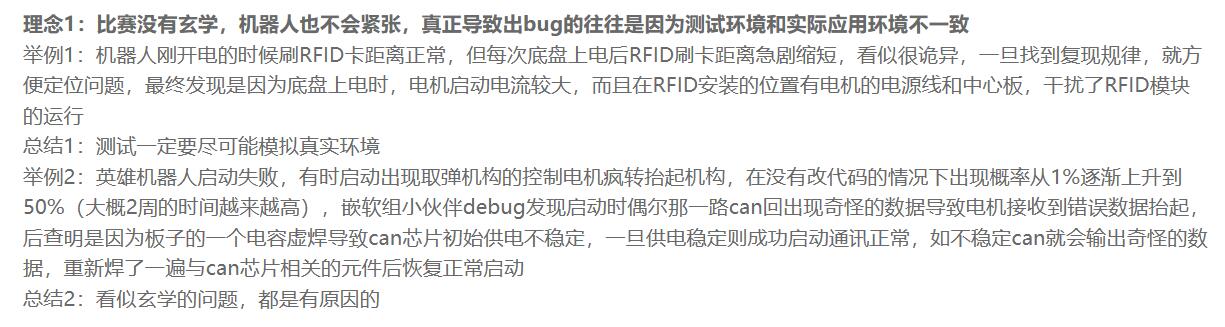 理念1：比赛没有玄学，机器人也不会紧张，真正导致出bug的往往是因为测试环境和实际应用环境不一致
举例1：机器人刚开电的时候刷RFID卡距离正常，但每次底盘上电后RFID刷卡距离急剧缩短，看似很诡异，一旦找到复现规律，就方
便定位问题，最终发现是因为底盘上电时，电机启动电流较大，而且在RFID安装的位置有电机的电源线和中心板，干扰了RFID模块
的运行
总结1：测试一定要尽可能模拟真实环境
举例2：英雄机器人启动失败，有时启动出现取弹机构的控制电机疯转抬起机构，在没有改代码的情况下出现概率从1%逐渐上升到
50%（大概2周的时间越来越高），嵌软组小伙伴debug发现启动时偶尔那一路can回出现奇怪的数据导致电机接收到错误数据抬起，
后查明是因为板子的一个电容虚焊导致can芯片初始供电不稳定，一旦供电稳定则成功启动通讯正常，如不稳定can就会输出奇怪的数
据，重新焊了一遍与can芯片相关的元件后恢复正常启动
总结2：看似玄学的问题，都是有原因的